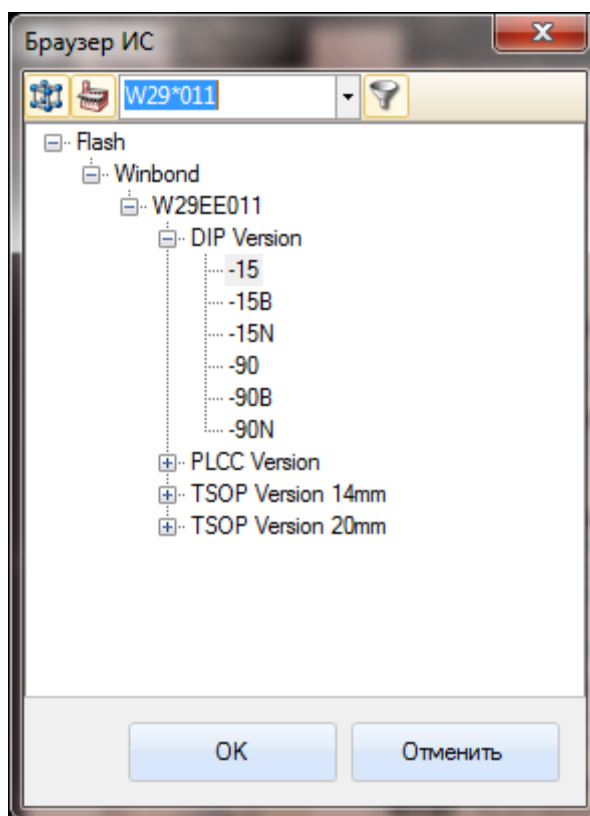 Браузер ИС
W29*011
Flash
Winbond
W29EE011
DIP Version
-15
-15B
-15N
-90
-90B
-90N
PLCC Version
TSOP Version 14mm
TSOP Version 20mm
OK
Отменить